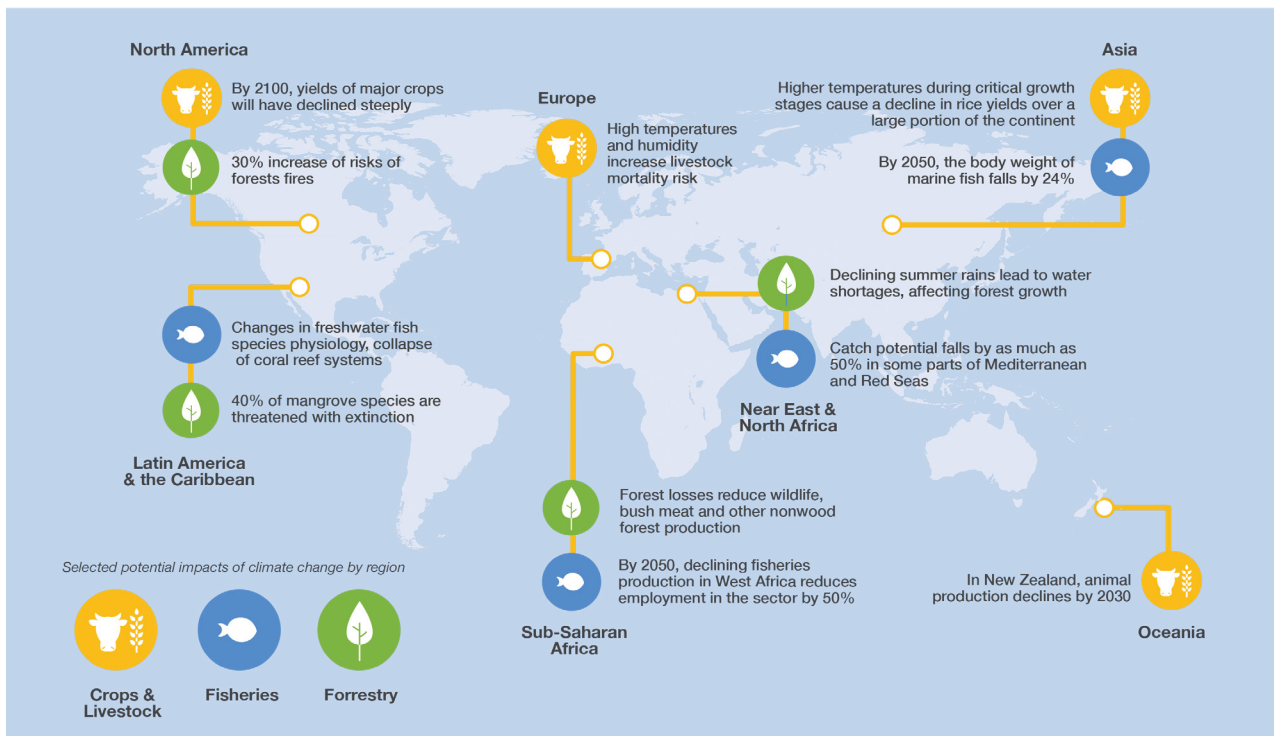 North America
By 2100, yields of major crops
will have declined steeply
30% increase of risks of
forests fires
Europe
High temperatures
and humidity
increase livestock
mortality risk
Asia
Higher temperatures during critical growth
stages cause a decline in rice yields over a
large portion of the continent
By 2050, the body weight of
marine fish falls by 24%
Changes in freshwater fish
species physiology, collapse
of coral reef systems
40% of mangrove species are
threatened with extinction
Latin America
& the Caribbean
Declining summer rains lead to water
shortages, affecting forest growth
Catch potential falls by as much as
50% in some parts of Mediterranean
and Red Seas
Near East &
North Africa
Forest losses reduce wildlife,
bush meat and other nonwood
forest production
By 2050, declining fisheries
production in West Africa reduces
employment in the sector by 50%
Sub-Saharan
Africa
In New Zealand, animal
production declines by 2030
Oceania
Selected potential impacts of climate change by region
Crops &
Livestock
Fisheries
Forrestry